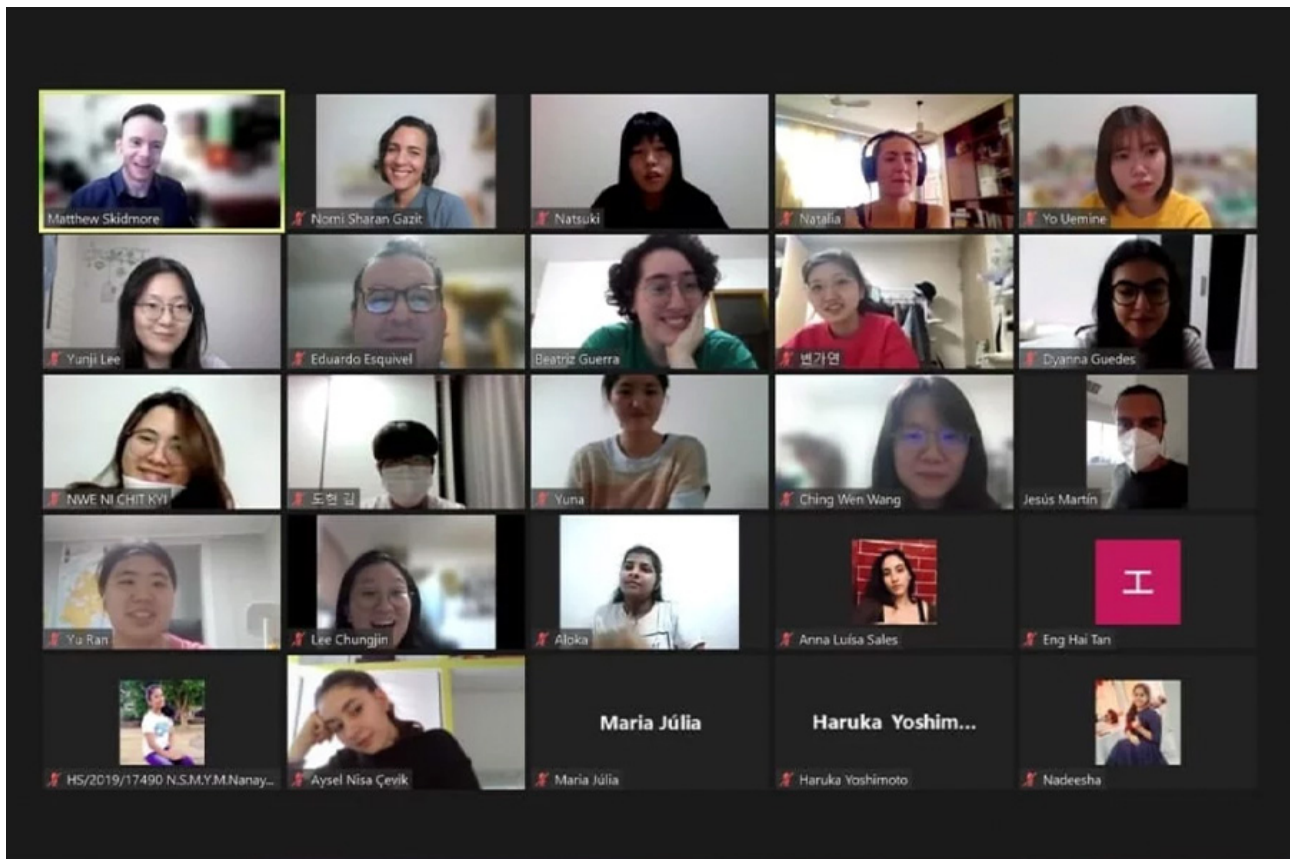 Matthew Skidmore
Nomi Sharan Gazit
Natsuki
Natalia
Yo Uemine
Yunji Lee
Eduardo Esquivel
Beatriz Guerra
변가연
Dyanna Guedes
NWE NI CHIT KYI
도현 김
Yuna
Ching Wen Wang
Jesús Martín
Yu Ran
Lee Chungjin
Aloka
Anna Luísa Sales
エ
Eng Hai Tan
HS/2019/17490 N.S.M.Y.M.Nanay...
Aysel Nisa Çevik
Maria Júlia
Maria Júlia
Haruka Yoshim...
Haruka Yoshimoto
Nadeesha